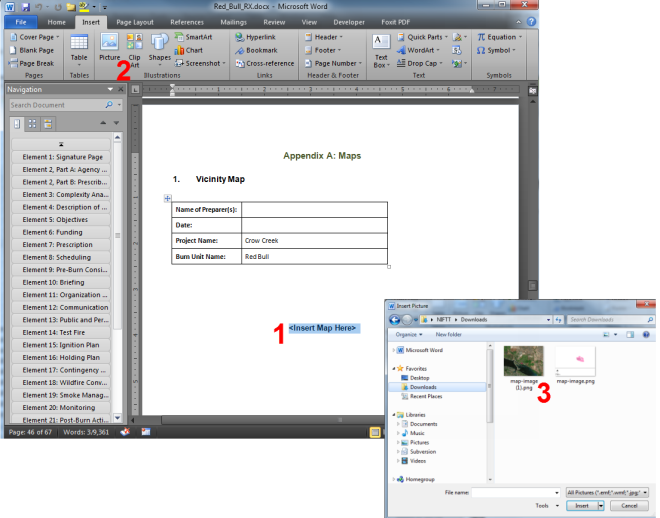 Red_Bull_RX.docx - Microsoft Word
File Home Insert Page Layout References Mailings Review View Developer Foxit PDF
Cover Page
Blank Page
Page Break
Pages
Table
Tables
Picture
Clip Art
Shapes
SmartArt
Chart
Screenshot
Illustrations
Hyperlink
Bookmark
Cross-reference
Links
Header
Footer
Page Number
Header & Footer
Text Box
Quick Parts
WordArt
Drop Cap
Text
Equation
Symbol
Symbols
2
Navigation
Search Document
Element 1: Signature Page
Element 2, Part A: Agency ...
Element 2, Part B: Prescrib...
Element 3: Complexity Ana...
Element 4: Description of ...
Element 5: Objectives
Element 6: Funding
Element 7: Prescription
Element 8: Scheduling
Element 9: Pre-Burn Consi...
Element 10: Briefing
Element 11: Organization ...
Element 12: Communication
Element 13: Public and Per...
Element 14: Test Fire
Element 15: Ignition Plan
Element 16: Holding Plan
Element 17: Contingency ...
Element 18: Wildfire Conv...
Element 19: Smoke Manag...
Element 20: Monitoring
Element 21: Post-Burn Acti...
Appendix A: Maps
1. Vicinity Map
Name of Preparer(s):
Date:
Project Name: Crow Creek
Burn Unit Name: Red Bull
1 <Insert Map Here>
Page: 46 of 67 Words: 3/9,361
Insert Picture
NIFTT Downloads
Search Downloads
Organize New folder
Microsoft Word
Favorites
Desktop
Downloads
Recent Places
Libraries
Documents
Music
Pictures
Subversion
Videos
Homegroup
map-image (1).png
map-image.png
3
File name:
All Pictures (*.emf;*.wmf;*.jpg;*
Tools Insert Cancel